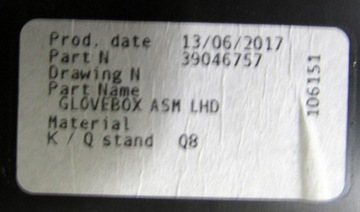 Prod. date 13/06/2017
Part N 39046757
Drawing N
Part Name
GLOVEBOX ASM LHD
Material
K / Q stand Q8
106151